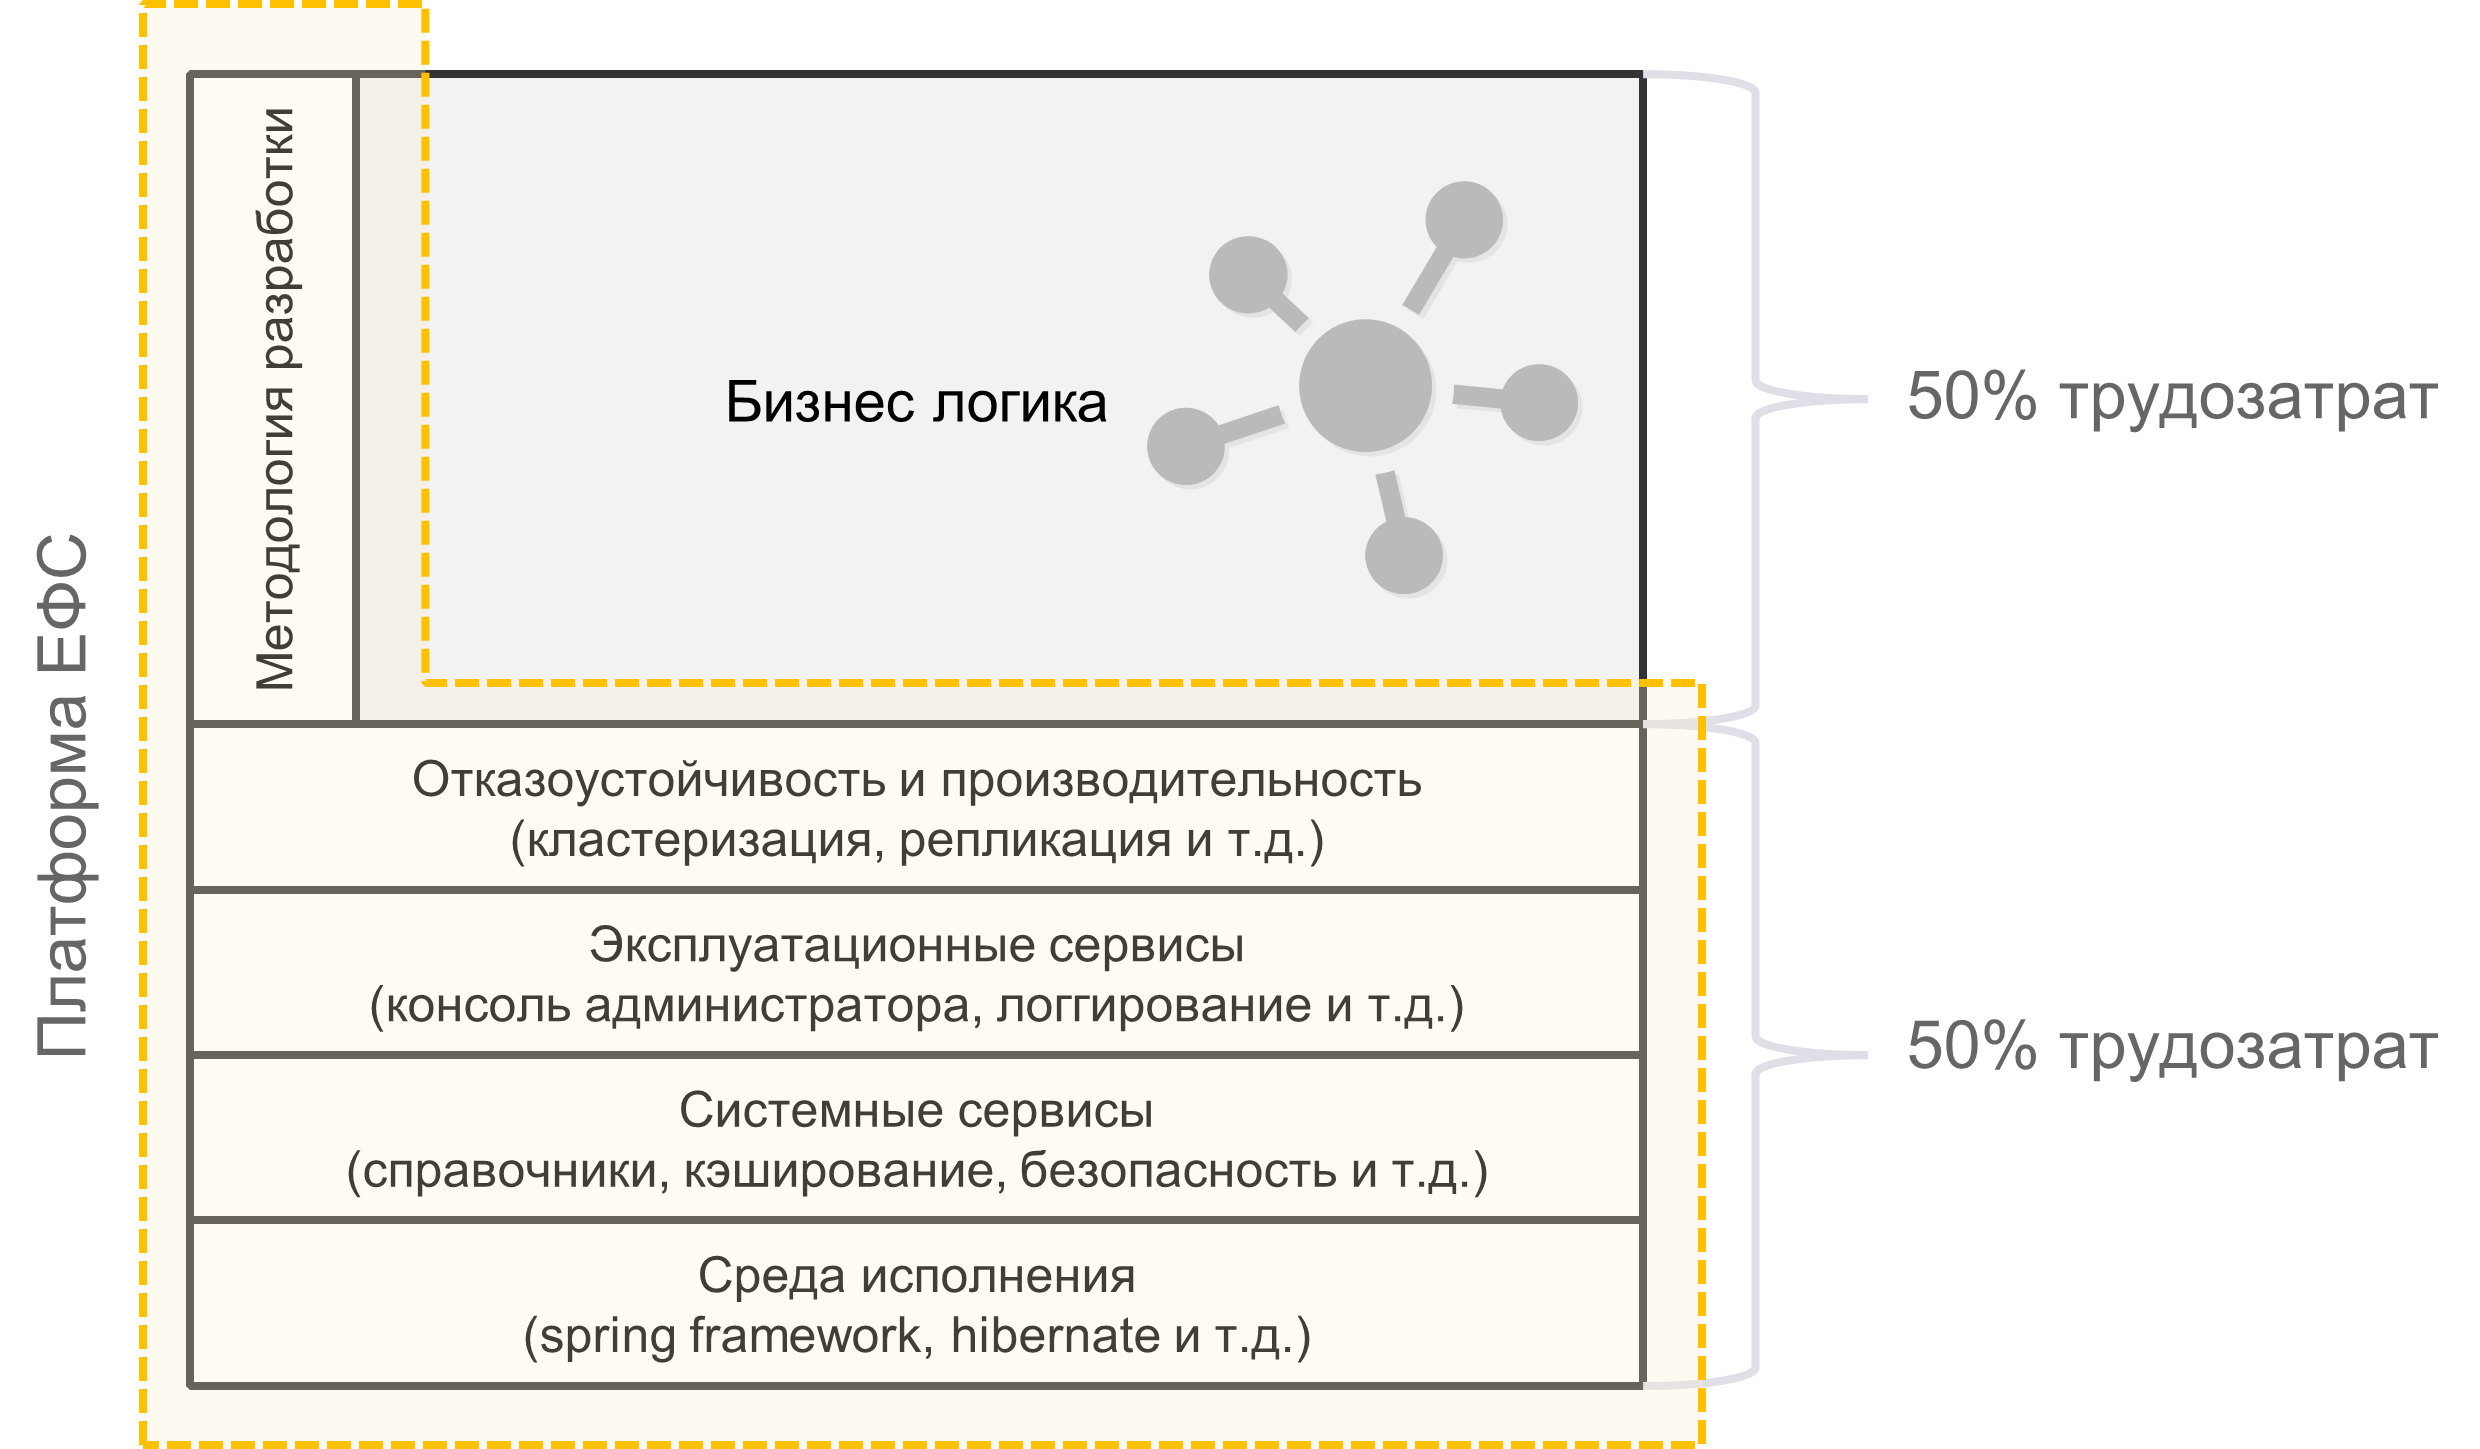 Платформа ЕФС
Методология разработки
Бизнес логика
50% трудозатрат
Отказоустойчивость и производительность
(кластеризация, репликация и т.д.)
Эксплуатационные сервисы
(консоль администратора, логгирование и т.д.)
Системные сервисы
(справочники, кэширование, безопасность и т.д.)
Среда исполнения
(spring framework, hibernate и т.д.)
50% трудозатрат